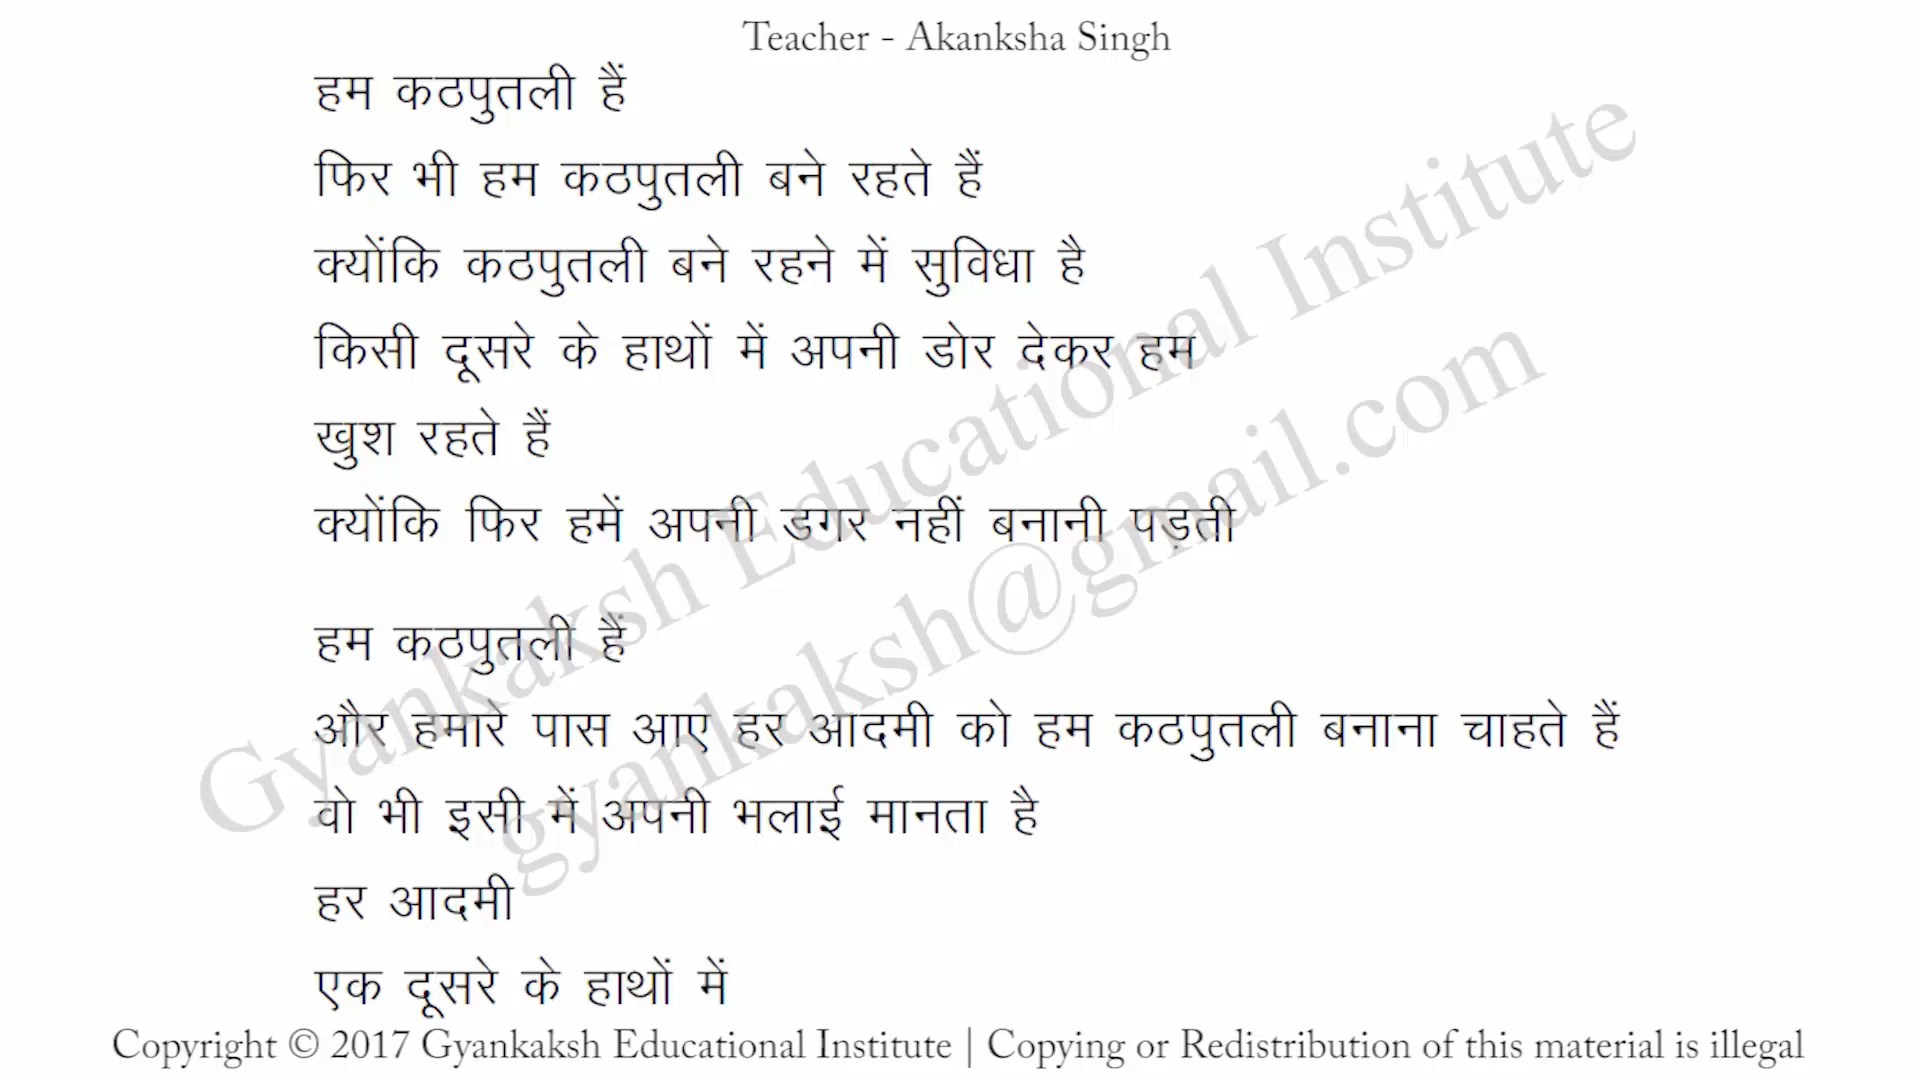 Teacher - Akanksha Singh
हम कठपुतली हैं
फिर भी हम कठपुतली बने रहते हैं
क्योंकि कठपुतली बने रहने में सुविधा है
किसी दूसरे के हाथों में अपनी डोर देकर हम
खुश रहते हैं
क्योंकि फिर हमें अपनी डगर नहीं बनानी पड़ती
हम कठपुतली हैं
और हमारे पास आए हर आदमी को हम कठपुतली बनाना चाहते हैं
वो भी इसी में अपनी भलाई मानता है
हर आदमी
एक दूसरे के हाथों में
Gyankaksh Educational Institute
gyankaksh@gmail.com
Copyright © 2017 Gyankaksh Educational Institute | Copying or Redistribution of this material is illegal